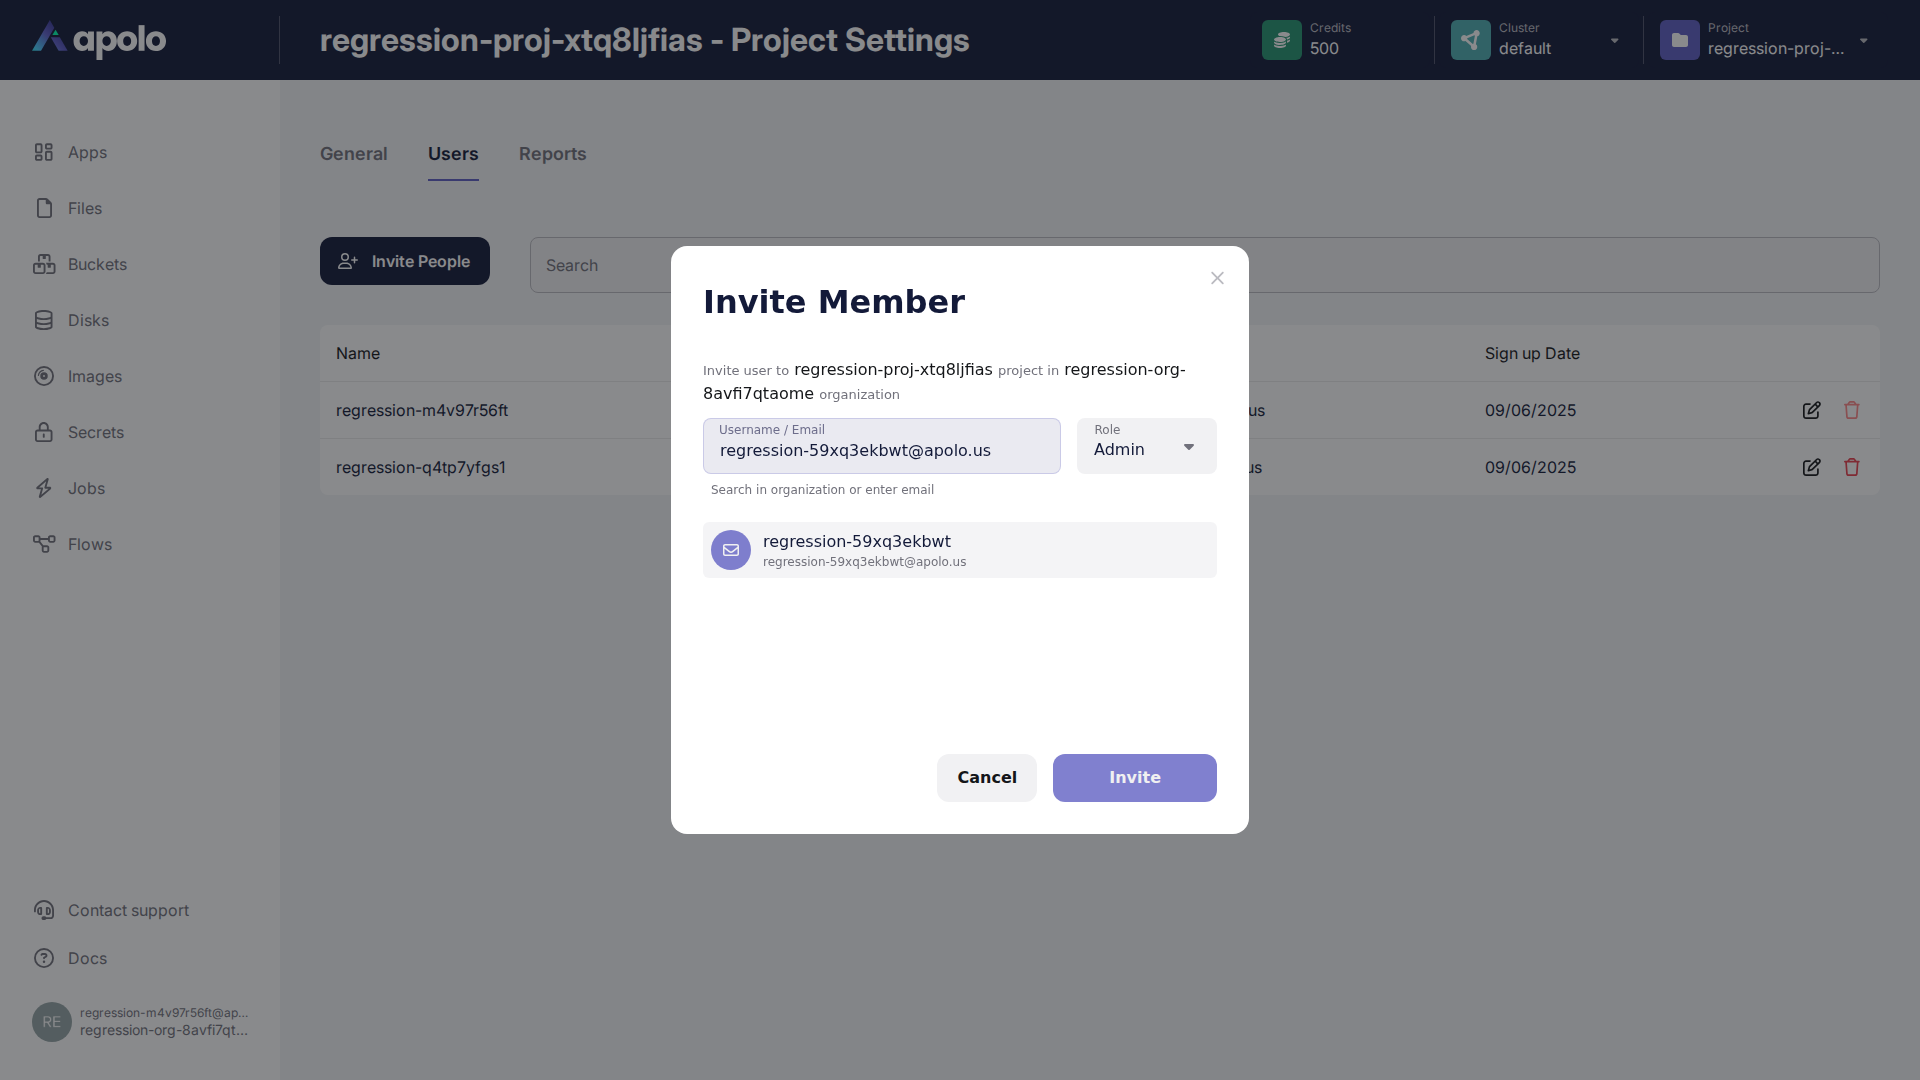 apolo
regression-proj-xtq8ljfias - Project Settings
Credits
500
Cluster
default
Project
regression-proj-...
Apps
Files
Buckets
Disks
Images
Secrets
Jobs
Flows
Contact support
Docs
RE
regression-m4v97r56ft@ap...
regression-org-8avfi7qt...
General
Users
Reports
Invite People
Search
Name
Sign up Date
regression-m4v97r56ft
us
09/06/2025
regression-q4tp7yfgs1
us
09/06/2025
Invite Member
Invite user to regression-proj-xtq8ljfias project in regression-org-
8avfi7qtaome organization
Username / Email
regression-59xq3ekbwt@apolo.us
Role
Admin
Search in organization or enter email
regression-59xq3ekbwt
regression-59xq3ekbwt@apolo.us
Cancel
Invite